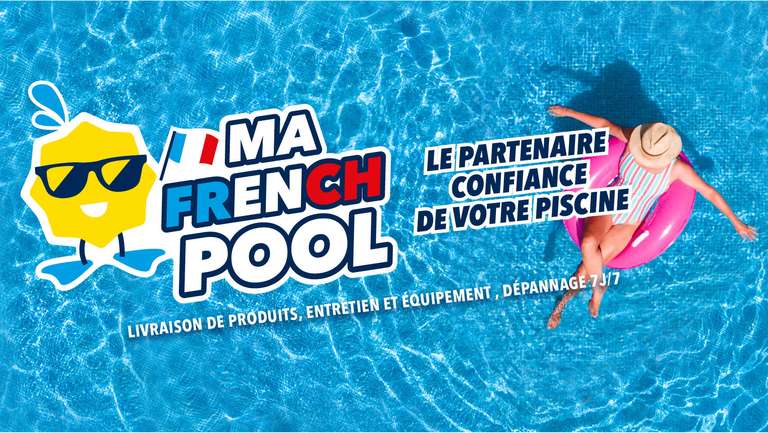 MA
FRENCH
POOL
LE PARTENAIRE
CONFIANCE
DE VOTRE PISCINE
LIVRAISON DE PRODUITS, ENTRETIEN ET ÉQUIPEMENT , DÉPANNAGE 7J/7